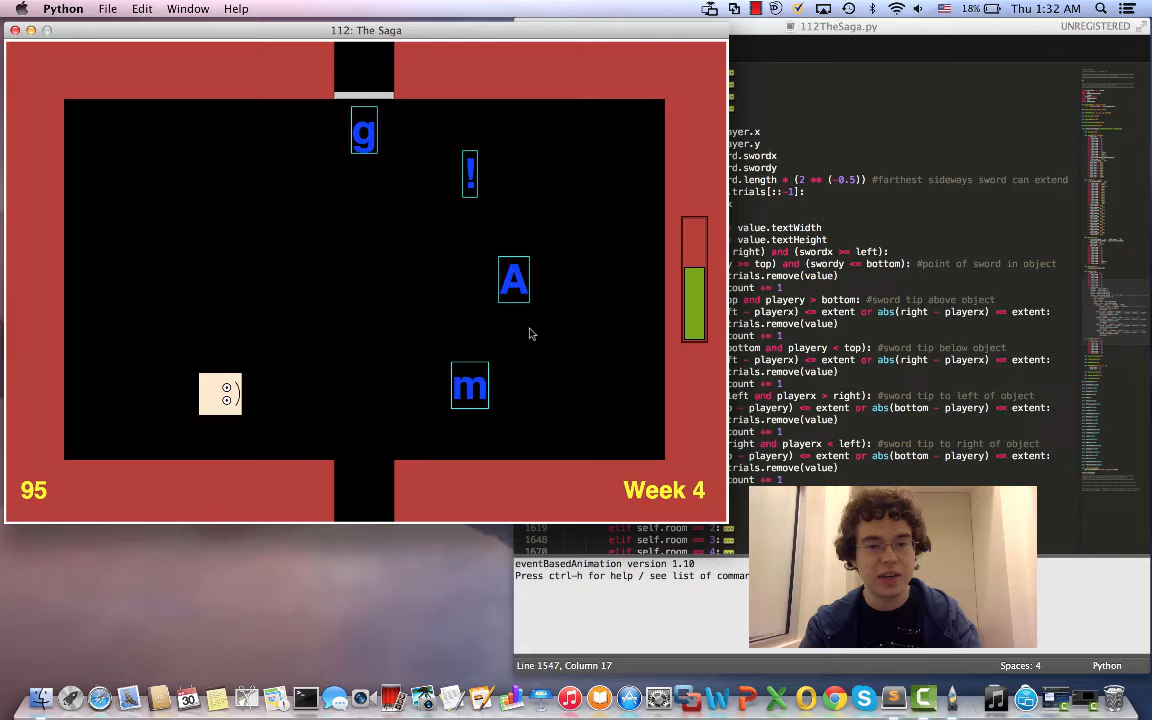 Python File Edit Window Help
18% Thu 1:32 AM
112: The Saga
112TheSaga.py
UNREGISTERED
g
!
A
m
95
Week 4
ayer.x
ayer.y
rd.swordx
rd.swordy
rd.length * (2 ** (-0.5)) #farthest sideways sword can extend
.trials[::-1]:
x
value.textWidth
value.textHeight
right) and (swordx >= left):
y >= top) and (swordy <= bottom): #point of sword in object
trials.remove(value)
count += 1
op and playery > bottom: #sword tip above object
ft - playerx) <= extent or abs(right - playerx) <= extent:
trials.remove(value)
count += 1
bottom and playery < top): #sword tip below object
ft - playerx) <= extent or abs(right - playerx) <= extent:
trials.remove(value)
count += 1
left and playerx > right): #sword tip to left of object
p - playery) <= extent or abs(bottom - playery) <= extent:
trials.remove(value)
count += 1
right and playerx < left): #sword tip to right of object
p - playery) <= extent or abs(bottom - playery) <= extent:
trials.remove(value)
count += 1
1619 elif self.room == 2:
1648 elif self.room == 3:
1670 elif self.room == 4:
eventBasedAnimation version 1.10
Press ctrl-h for help / see list of comman
Line 1547, Column 17
Spaces: 4
Python